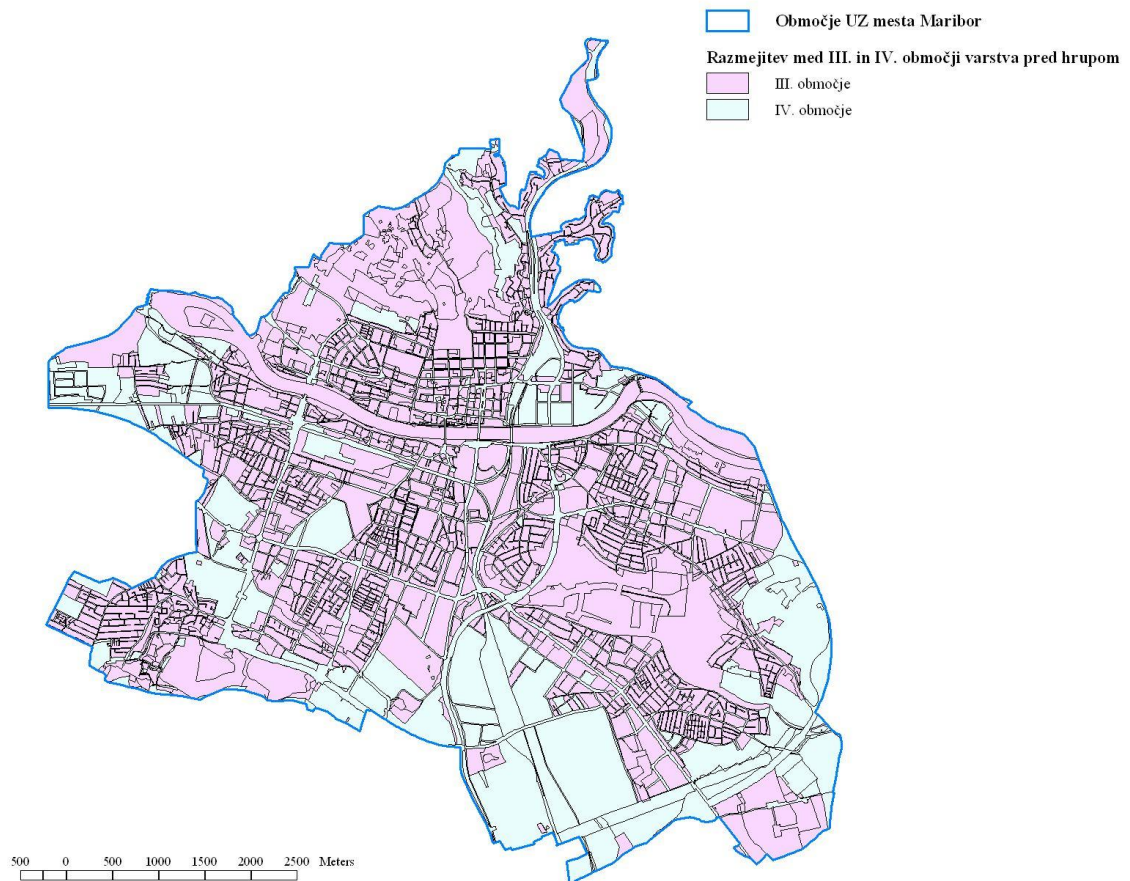 Območje UZ mesta Maribor
Razmejitev med III. in IV. območji varstva pred hrupom
III. območje
IV. območje
500 0 500 1000 1500 2000 2500 Meters